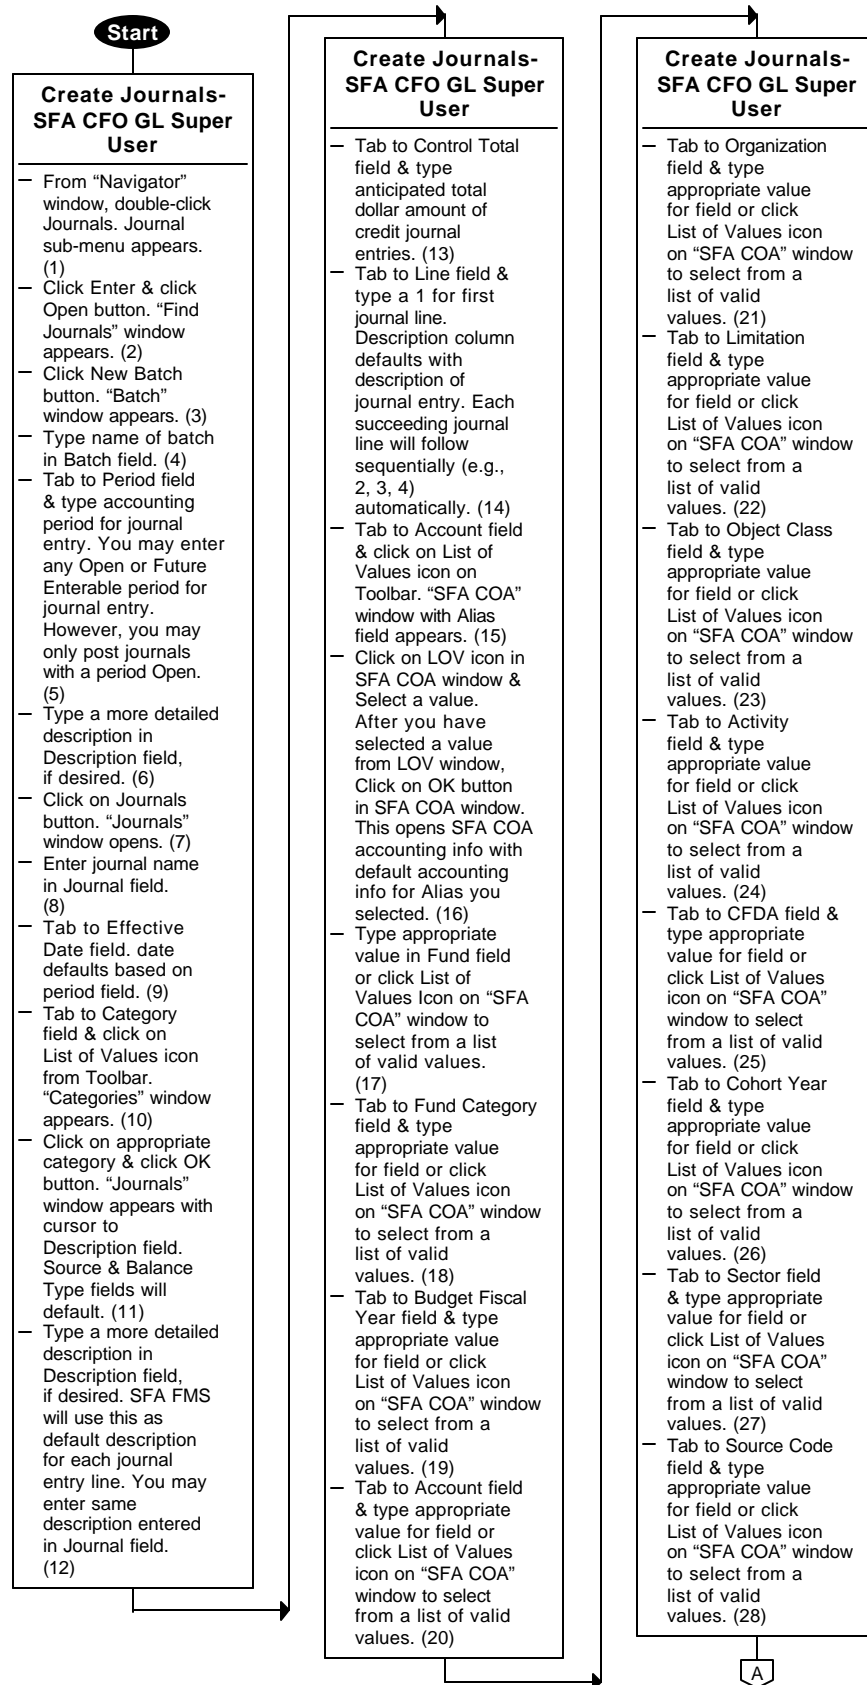 Start
Create Journals-
SFA CFO GL Super
User
– From “Navigator”
window, double-click
Journals. Journal
sub-menu appears.
(1)
– Click Enter & click
Open button. “Find
Journals” window
appears. (2)
– Click New Batch
button. “Batch”
window appears. (3)
– Type name of batch
in Batch field. (4)
– Tab to Period field
& type accounting
period for journal
entry. You may enter
any Open or Future
Enterable period for
journal entry.
However, you may
only post journals
with a period Open.
(5)
– Type a more detailed
description in
Description field,
if desired. (6)
– Click on Journals
button. “Journals”
window opens. (7)
– Enter journal name
in Journal field.
(8)
– Tab to Effective
Date field. date
defaults based on
period field. (9)
– Tab to Category
field & click on
List of Values icon
from Toolbar.
“Categories” window
appears. (10)
– Click on appropriate
category & click OK
button. “Journals”
window appears with
cursor to
Description field.
Source & Balance
Type fields will
default. (11)
– Type a more detailed
description in
Description field,
if desired. SFA FMS
will use this as
default description
for each journal
entry line. You may
enter same
description entered
in Journal field.
(12)
Create Journals-
SFA CFO GL Super
User
– Tab to Control Total
field & type
anticipated total
dollar amount of
credit journal
entries. (13)
– Tab to Line field &
type a 1 for first
journal line.
Description column
defaults with
description of
journal entry. Each
succeeding journal
line will follow
sequentially (e.g.,
2, 3, 4)
automatically. (14)
– Tab to Account field
& click on List of
Values icon on
Toolbar. “SFA COA”
window with Alias
field appears. (15)
– Click on LOV icon in
SFA COA window &
Select a value.
After you have
selected a value
from LOV window,
Click on OK button
in SFA COA window.
This opens SFA COA
accounting info with
default accounting
info for Alias you
selected. (16)
– Type appropriate
value in Fund field
or click List of
Values Icon on “SFA
COA” window to
select from a list
of valid values.
(17)
– Tab to Fund Category
field & type
appropriate value
for field or click
List of Values icon
on “SFA COA” window
to select from a
list of valid
values. (18)
– Tab to Budget Fiscal
Year field & type
appropriate value
for field or click
List of Values icon
on “SFA COA” window
to select from a
list of valid
values. (19)
– Tab to Account field
& type appropriate
value for field or
click List of Values
icon on “SFA COA”
window to select
from a list of valid
values. (20)
Create Journals-
SFA CFO GL Super
User
– Tab to Organization
field & type
appropriate value
for field or click
List of Values icon
on “SFA COA” window
to select from a
list of valid
values. (21)
– Tab to Limitation
field & type
appropriate value
for field or click
List of Values icon
on “SFA COA” window
to select from a
list of valid
values. (22)
– Tab to Object Class
field & type
appropriate value
for field or click
List of Values icon
on “SFA COA” window
to select from a
list of valid
values. (23)
– Tab to Activity
field & type
appropriate value
for field or click
List of Values icon
on “SFA COA” window
to select from a
list of valid
values. (24)
– Tab to CFDA field &
type appropriate
value for field or
click List of Values
icon on “SFA COA”
window to select
from a list of valid
values. (25)
– Tab to Cohort Year
field & type
appropriate value
for field or click
List of Values icon
on “SFA COA” window
to select from a
list of valid
values. (26)
– Tab to Sector field
& type appropriate
value for field or
click List of Values
icon on “SFA COA”
window to select
from a list of valid
values. (27)
– Tab to Source Code
field & type
appropriate value
for field or click
List of Values icon
on “SFA COA” window
to select from a
list of valid
values. (28)
A